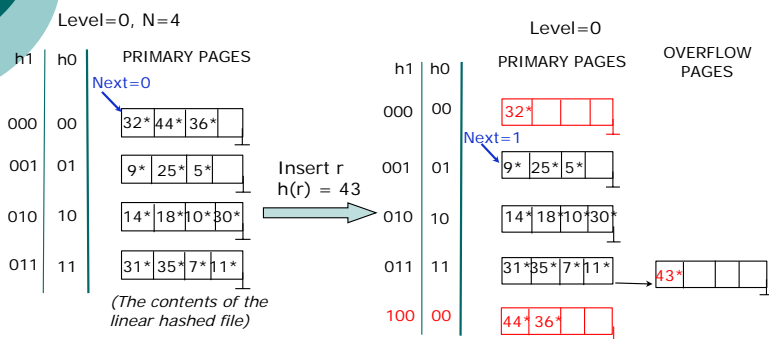 Level=0, N=4
h1 h0 PRIMARY PAGES
Next=0
000 00 32* 44* 36*
001 01 9* 25* 5*
010 10 14* 18* 10* 30*
011 11 31* 35* 7* 11*
(The contents of the
linear hashed file)
Insert r
h(r) = 43
Level=0
h1 h0 PRIMARY PAGES
OVERFLOW
PAGES
000 00 32*
Next=1
001 01 9* 25* 5*
010 10 14* 18* 10* 30*
011 11 31* 35* 7* 11* 43*
100 00 44* 36*